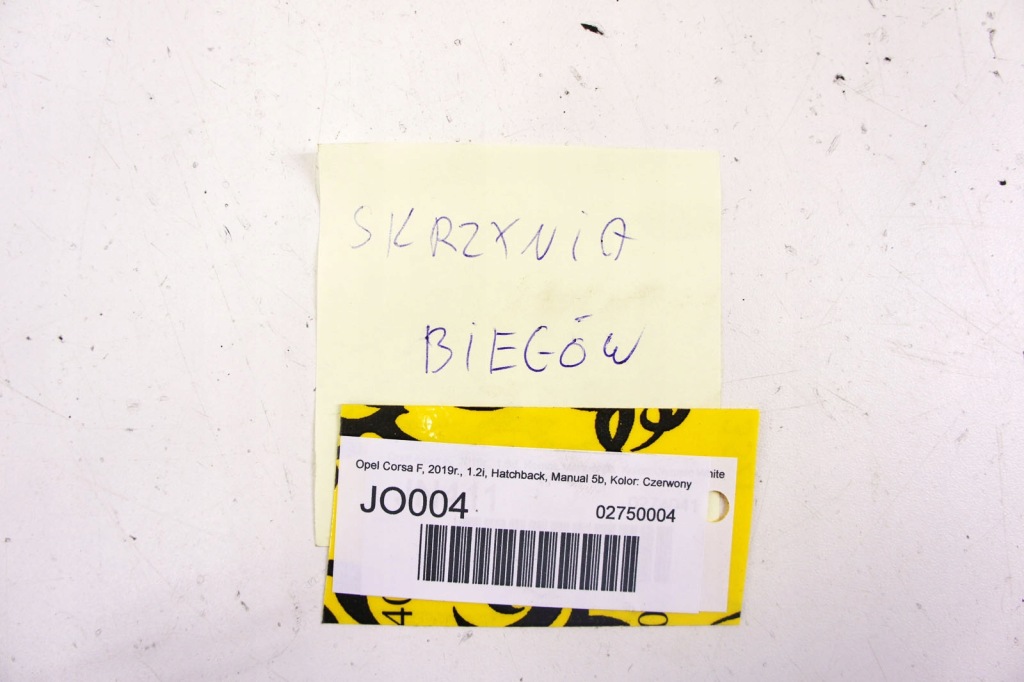 SKRZYNiA
BiEGÓW
Opel Corsa F, 2019r., 1.2i, Hatchback, Manual 5b, Kolor: Czerwony
JO004
02750004